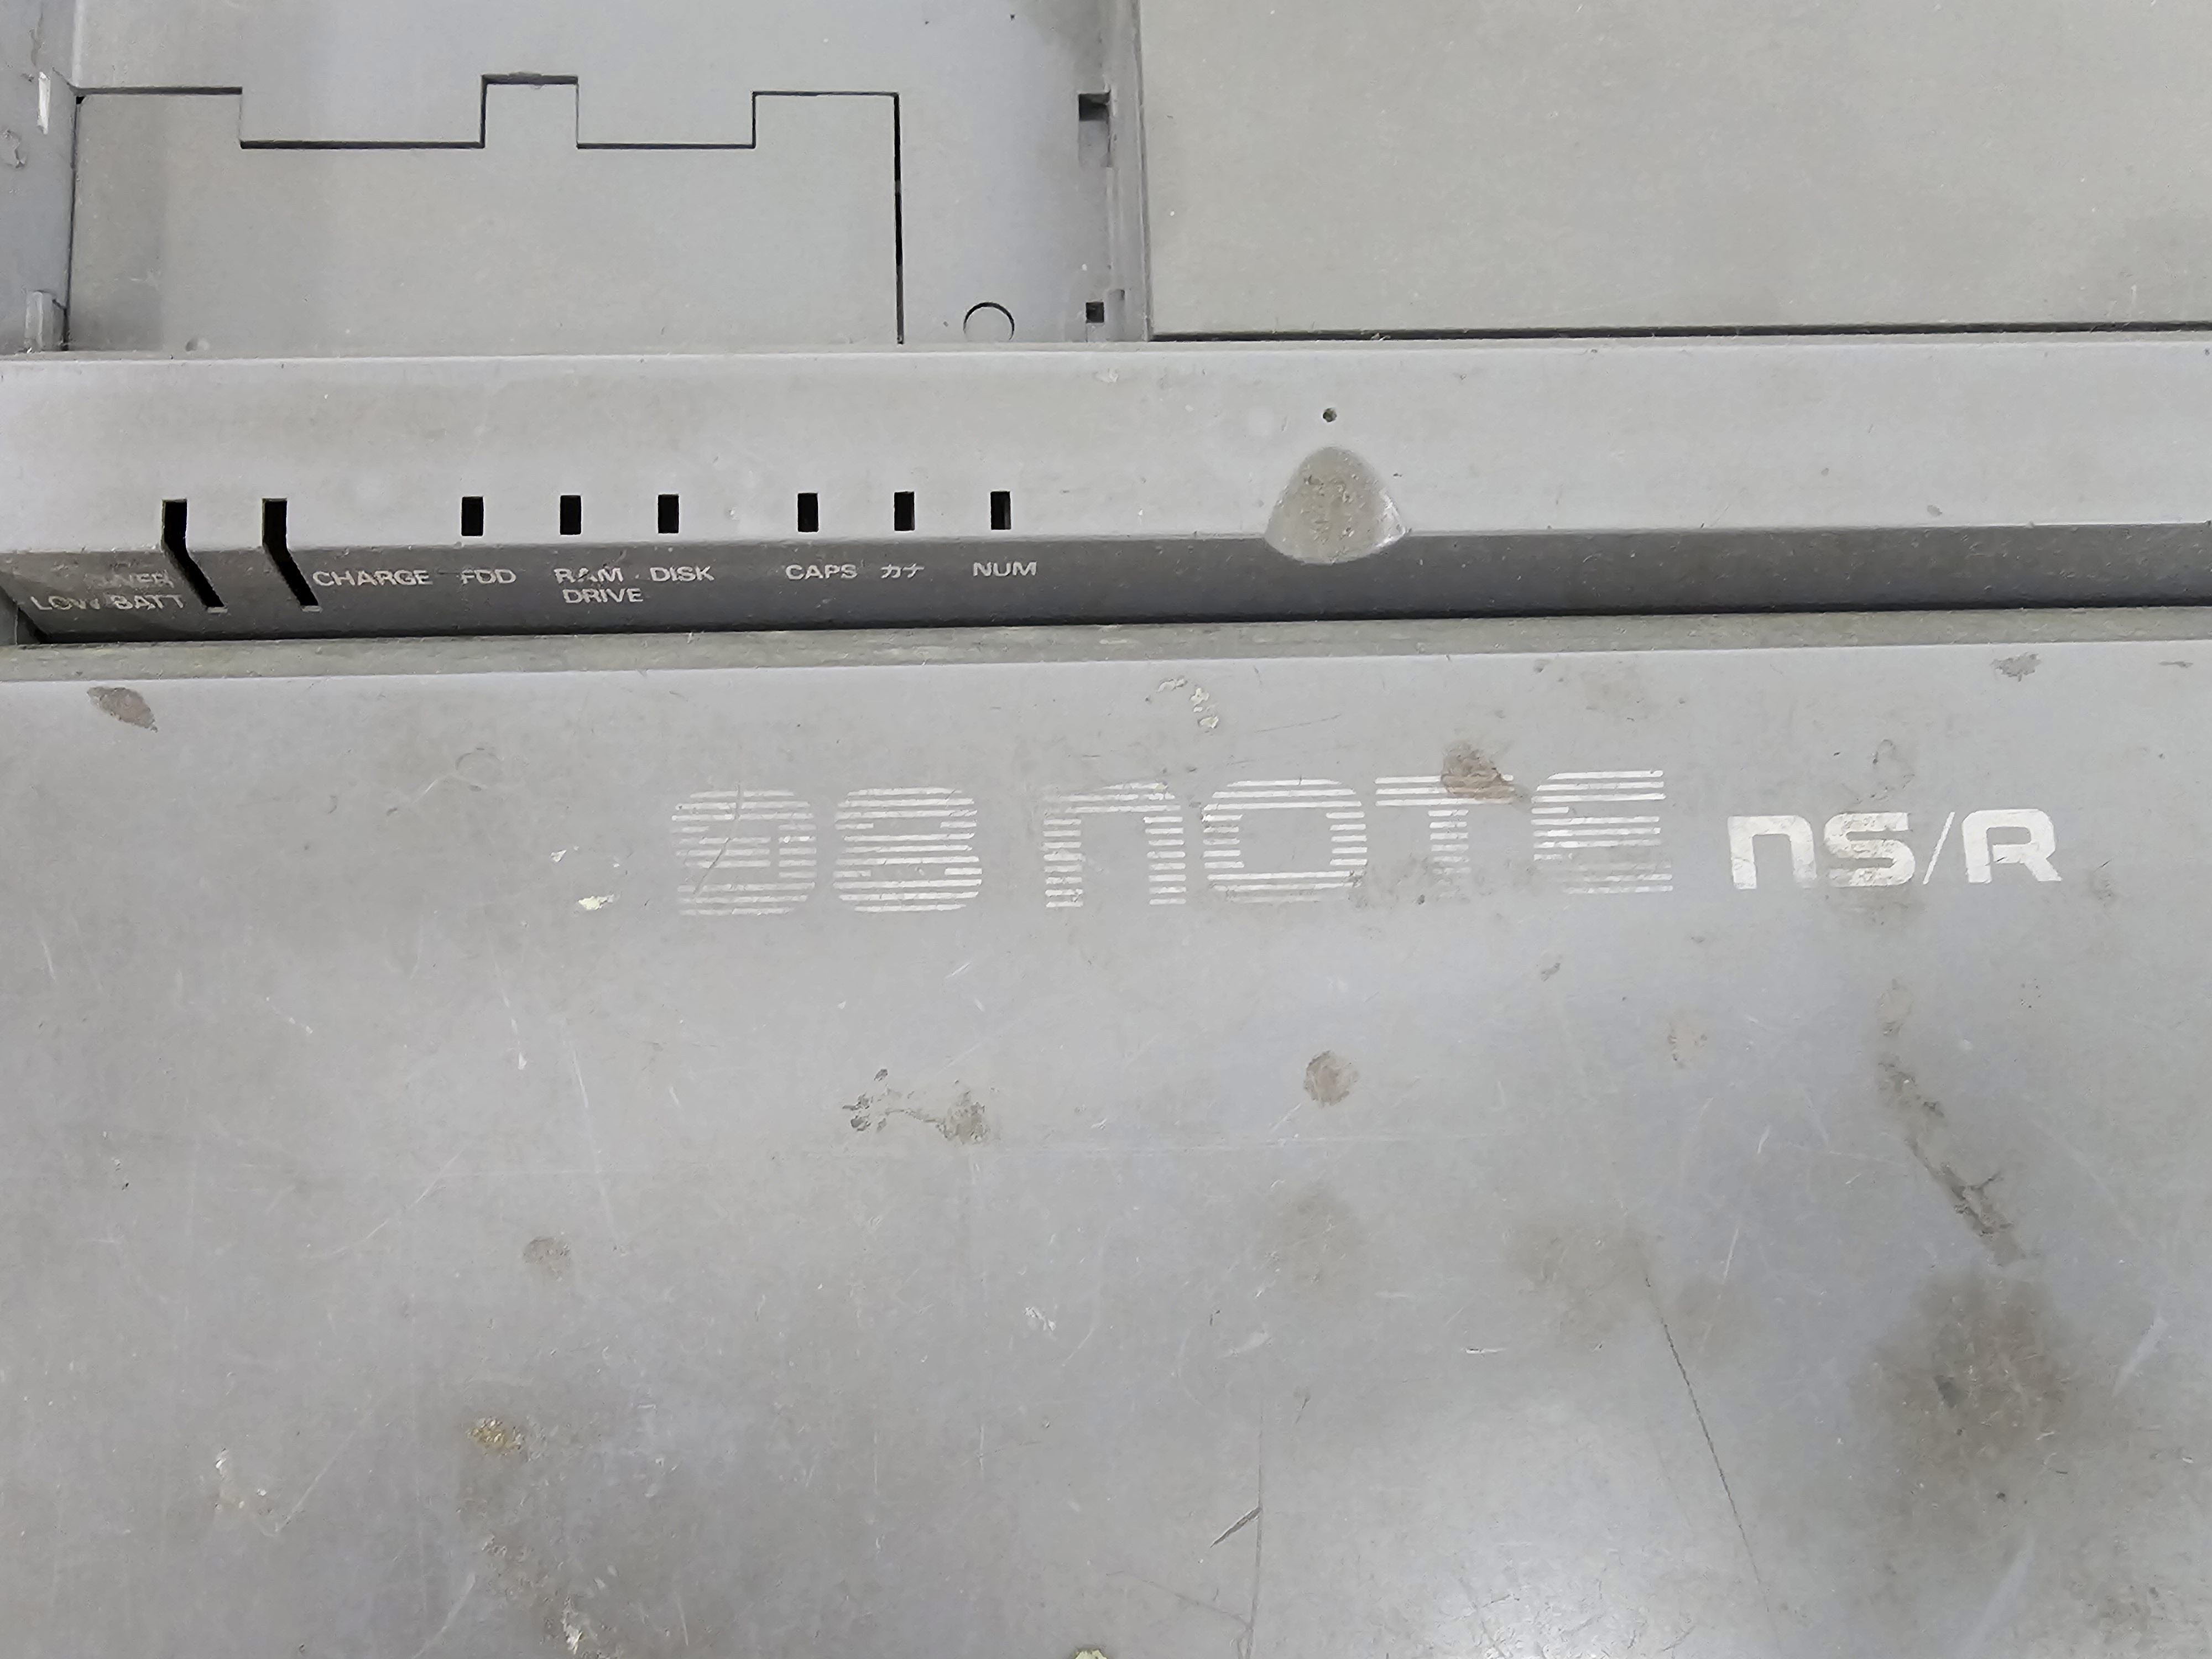 POWER
LOW BATT
CHARGE FDD RAM DISK CAPS カナ NUM
DRIVE
98 NOTE NS/R